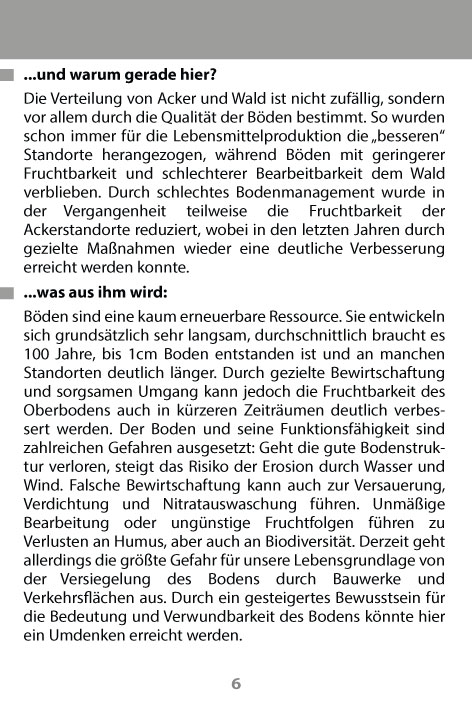 ...und warum gerade hier?
Die Verteilung von Acker und Wald ist nicht zufällig, sondern
vor allem durch die Qualität der Böden bestimmt. So wurden
schon immer für die Lebensmittelproduktion die „besseren“
Standorte herangezogen, während Böden mit geringerer
Fruchtbarkeit und schlechterer Bearbeitbarkeit dem Wald
verblieben. Durch schlechtes Bodenmanagement wurde in
der Vergangenheit teilweise die Fruchtbarkeit der
Ackerstandorte reduziert, wobei in den letzten Jahren durch
gezielte Maßnahmen wieder eine deutliche Verbesserung
erreicht werden konnte.
...was aus ihm wird:
Böden sind eine kaum erneuerbare Ressource. Sie entwickeln
sich grundsätzlich sehr langsam, durchschnittlich braucht es
100 Jahre, bis 1cm Boden entstanden ist und an manchen
Standorten deutlich länger. Durch gezielte Bewirtschaftung
und sorgsamen Umgang kann jedoch die Fruchtbarkeit des
Oberbodens auch in kürzeren Zeiträumen deutlich verbes-
sert werden. Der Boden und seine Funktionsfähigkeit sind
zahlreichen Gefahren ausgesetzt: Geht die gute Bodenstruk-
tur verloren, steigt das Risiko der Erosion durch Wasser und
Wind. Falsche Bewirtschaftung kann auch zur Versauerung,
Verdichtung und Nitratauswaschung führen. Unmäßige
Bearbeitung oder ungünstige Fruchtfolgen führen zu
Verlusten an Humus, aber auch an Biodiversität. Derzeit geht
allerdings die größte Gefahr für unsere Lebensgrundlage von
der Versiegelung des Bodens durch Bauwerke und
Verkehrsflächen aus. Durch ein gesteigertes Bewusstsein für
die Bedeutung und Verwundbarkeit des Bodens könnte hier
ein Umdenken erreicht werden.
6